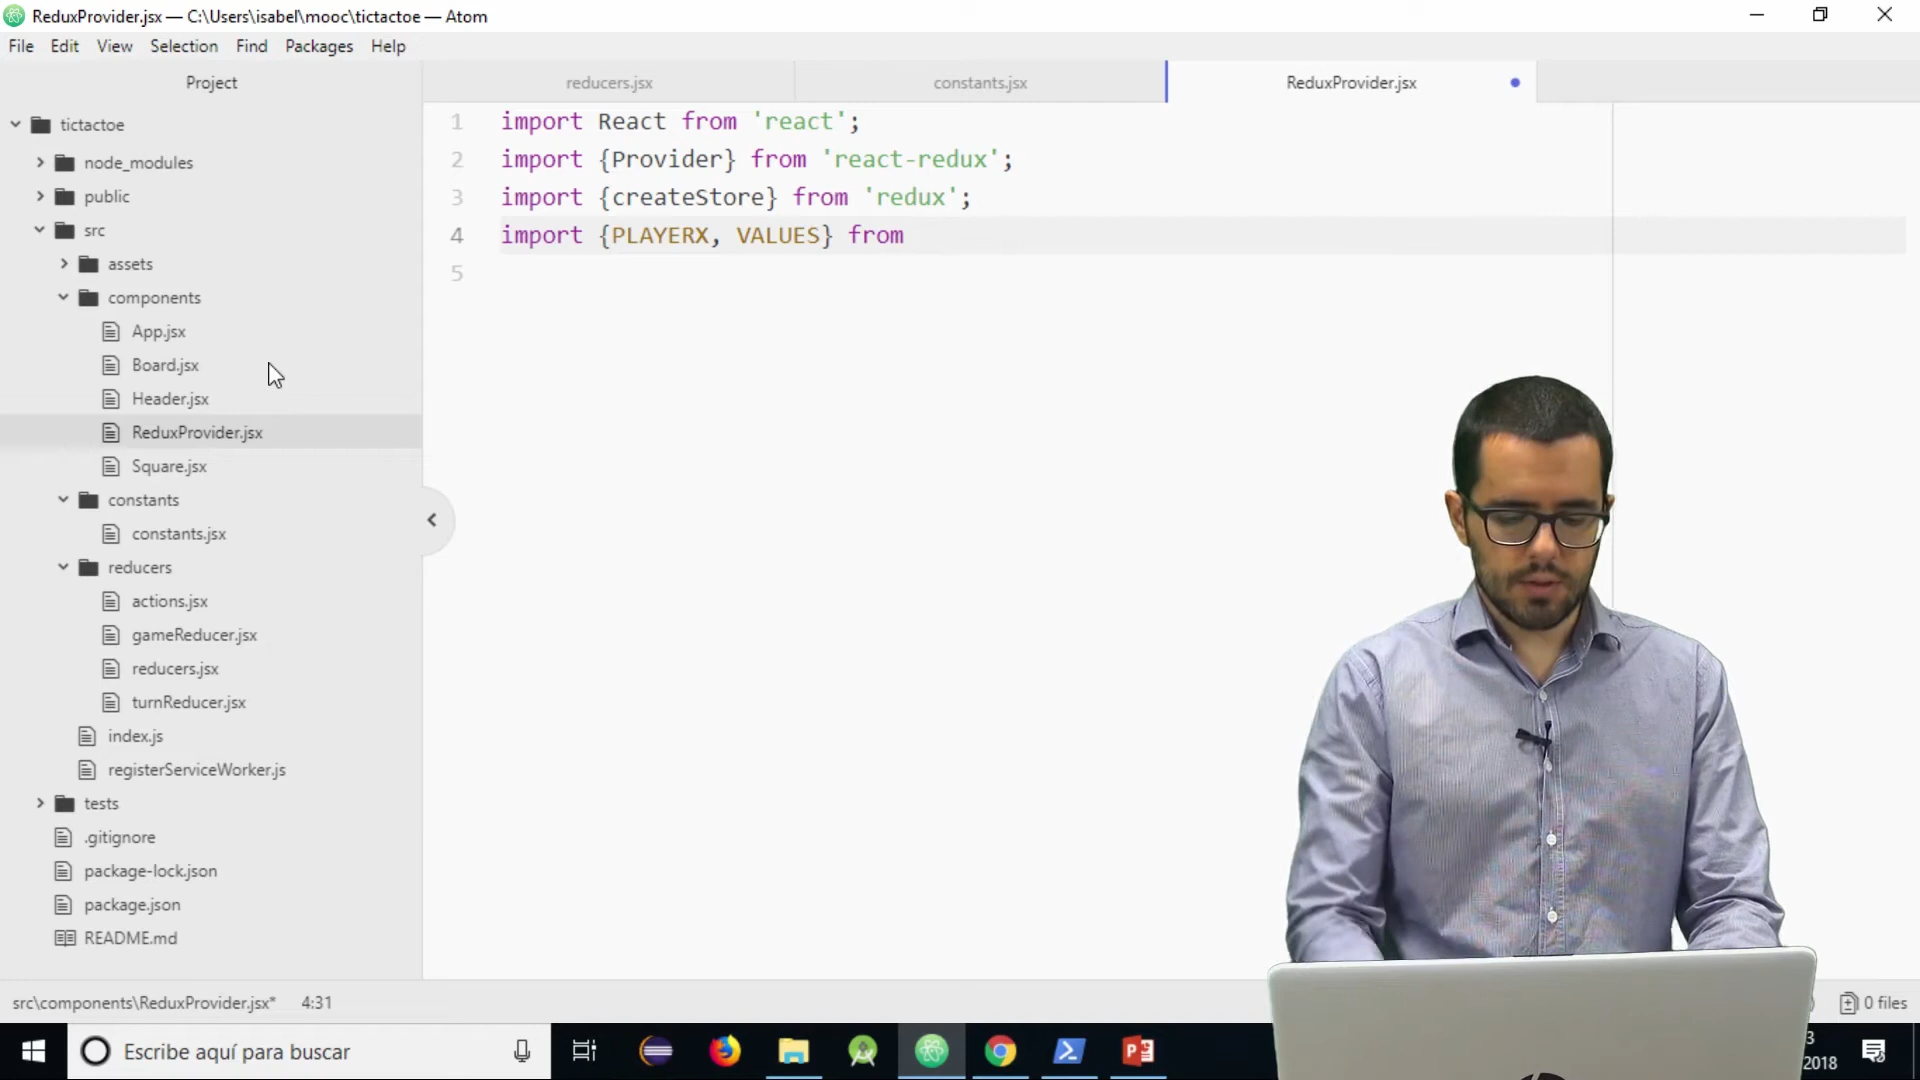 ReduxProvider.jsx — C:\Users\isabel\mooc\tictactoe — Atom
File Edit View Selection Find Packages Help
Project
reducers.jsx
constants.jsx
ReduxProvider.jsx
tictactoe
node_modules
public
src
assets
components
App.jsx
Board.jsx
Header.jsx
ReduxProvider.jsx
Square.jsx
constants
constants.jsx
reducers
actions.jsx
gameReducer.jsx
reducers.jsx
turnReducer.jsx
index.js
registerServiceWorker.js
tests
.gitignore
package-lock.json
package.json
README.md
1 import React from 'react';
2 import {Provider} from 'react-redux';
3 import {createStore} from 'redux';
4 import {PLAYERX, VALUES} from
5
src\components\ReduxProvider.jsx* 4:31
0 files
Escribe aquí para buscar
3
2018